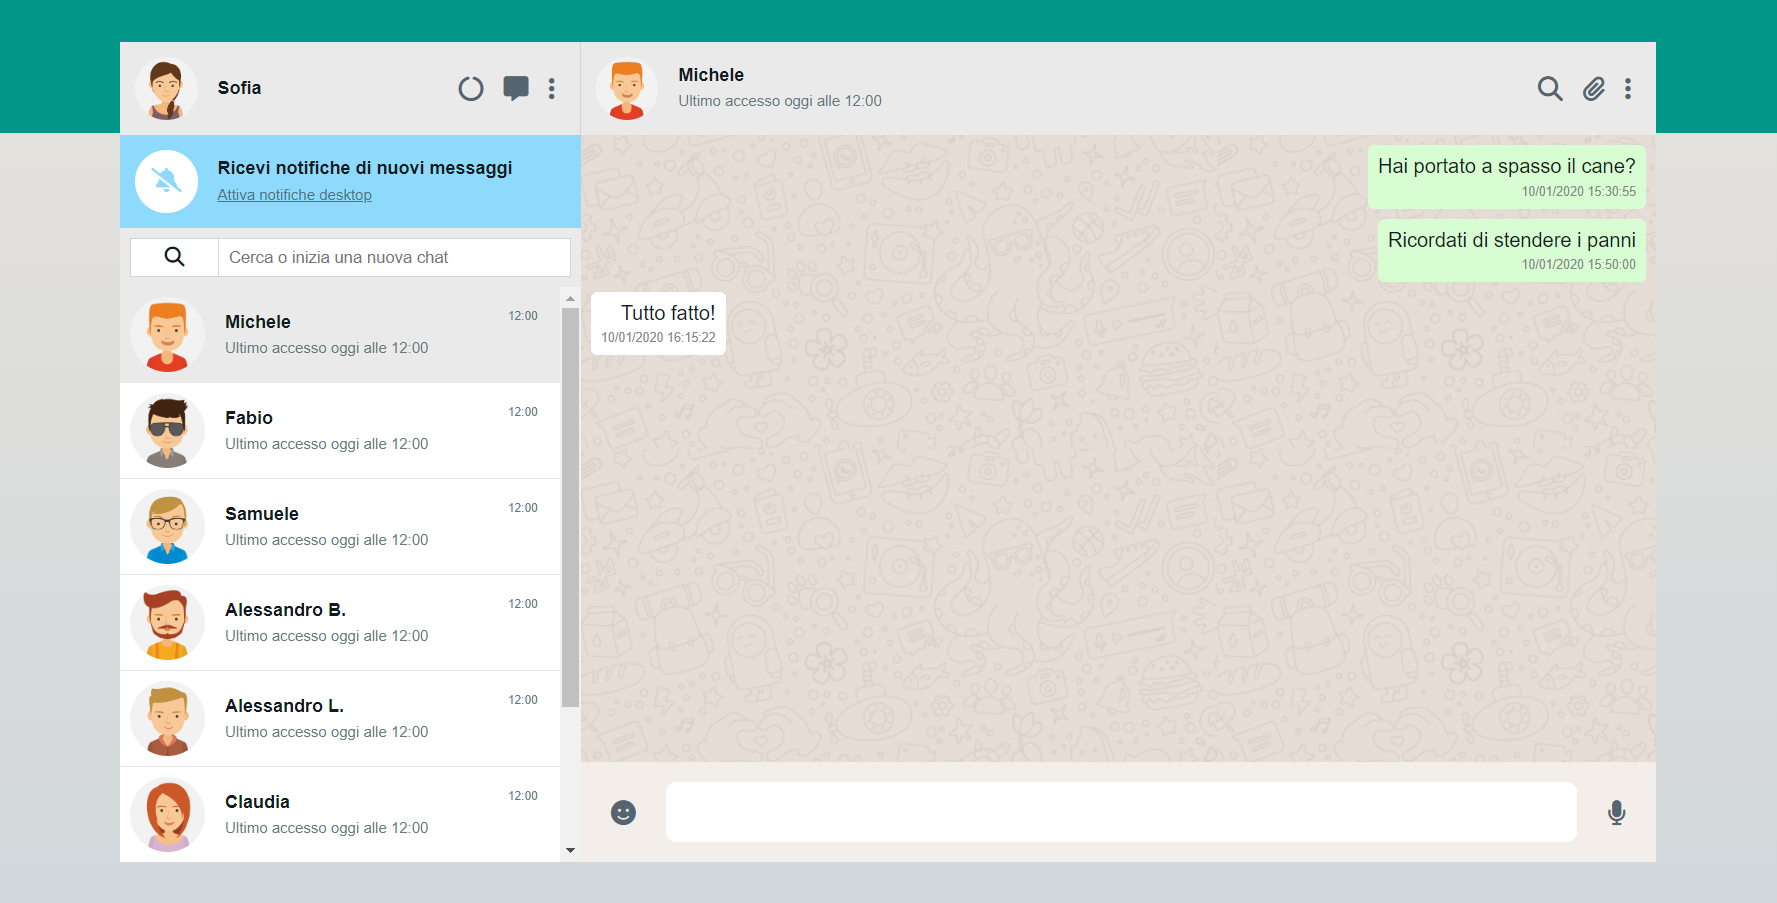 Sofia
Ricevi notifiche di nuovi messaggi
Attiva notifiche desktop
Cerca o inizia una nuova chat
Michele
12:00
Ultimo accesso oggi alle 12:00
Fabio
12:00
Ultimo accesso oggi alle 12:00
Samuele
12:00
Ultimo accesso oggi alle 12:00
Alessandro B.
12:00
Ultimo accesso oggi alle 12:00
Alessandro L.
12:00
Ultimo accesso oggi alle 12:00
Claudia
12:00
Ultimo accesso oggi alle 12:00
Michele
Ultimo accesso oggi alle 12:00
Hai portato a spasso il cane?
10/01/2020 15:30:55
Ricordati di stendere i panni
10/01/2020 15:50:00
Tutto fatto!
10/01/2020 16:15:22